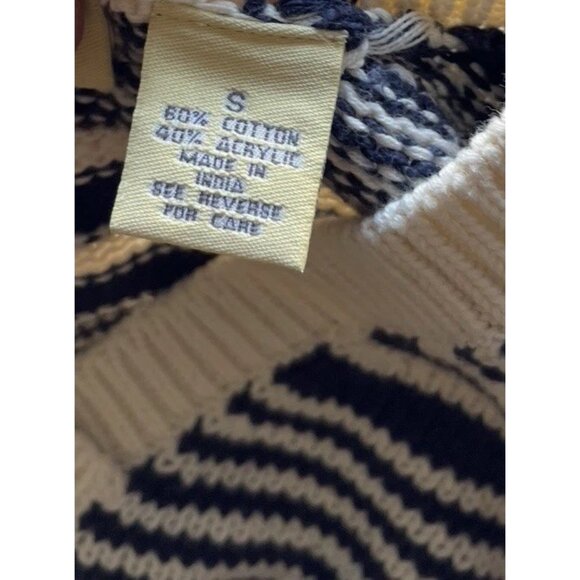 S
60% COTTON
40% ACRYLIC
MADE IN
INDIA
SEE REVERSE
FOR CARE